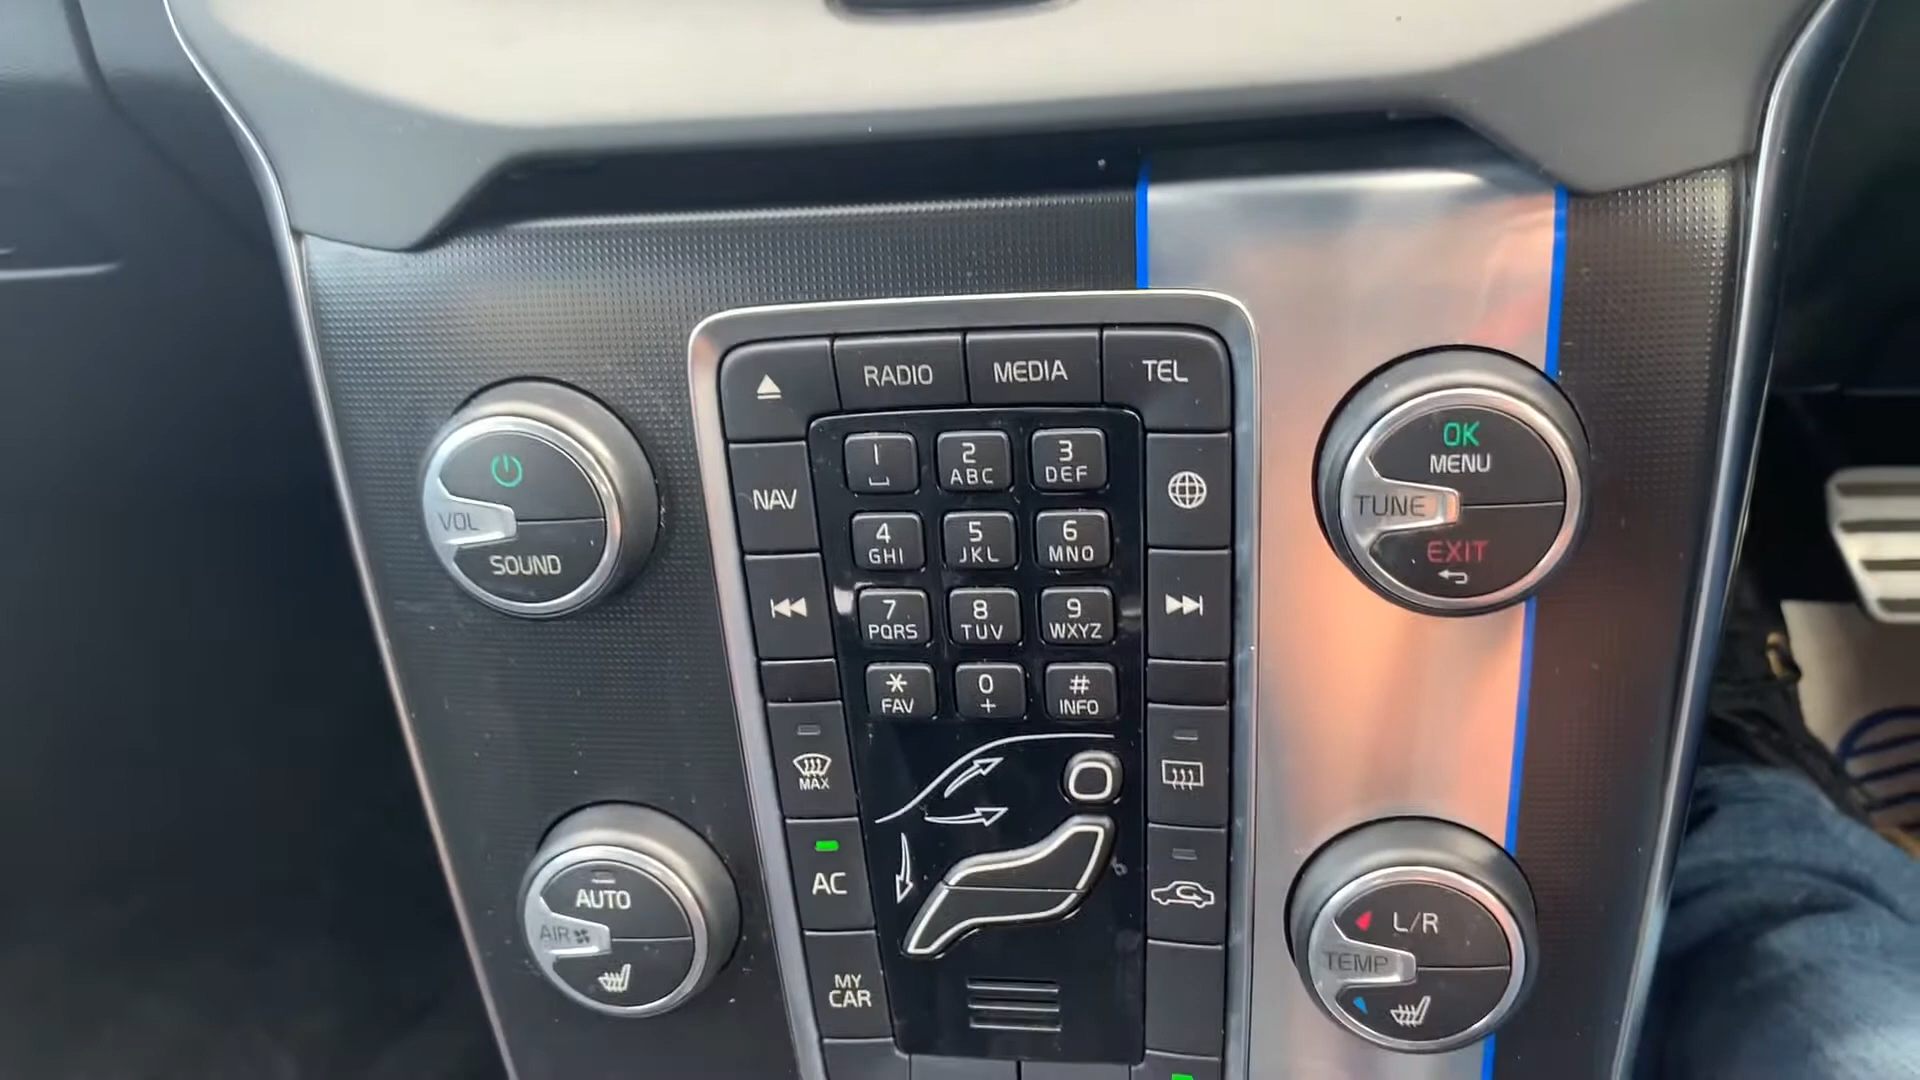 RADIO
MEDIA
TEL
NAV
1
2
ABC
3
DEF
4
GHI
5
JKL
6
MNO
7
PQRS
8
TUV
9
WXYZ
*
FAV
0
+
#
INFO
VOL
SOUND
OK
MENU
TUNE
EXIT
MAX
AC
MY
CAR
AUTO
AIR
L/R
TEMP